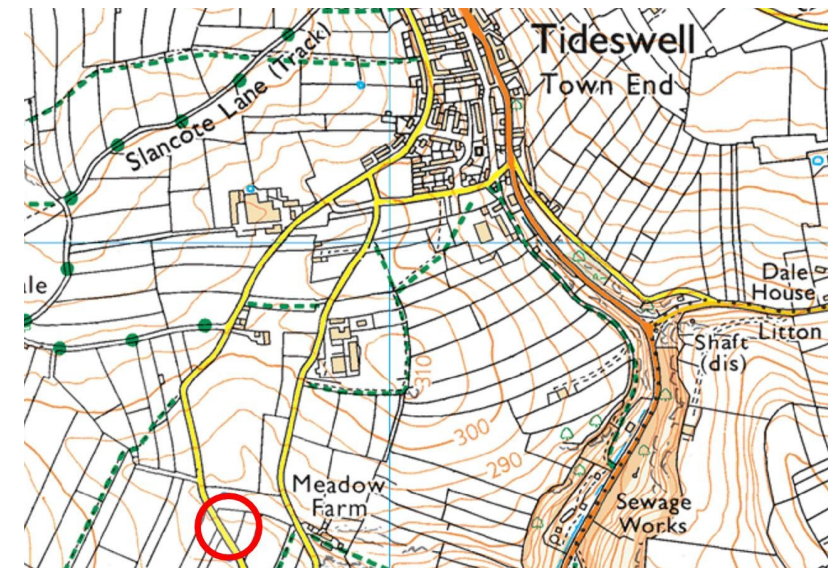 Tideswell
Town End
Slancote Lane (Track)
ale
Dale
House
Litton
Shaft
(dis)
310
300
290
Meadow
Farm
Sewage
Works